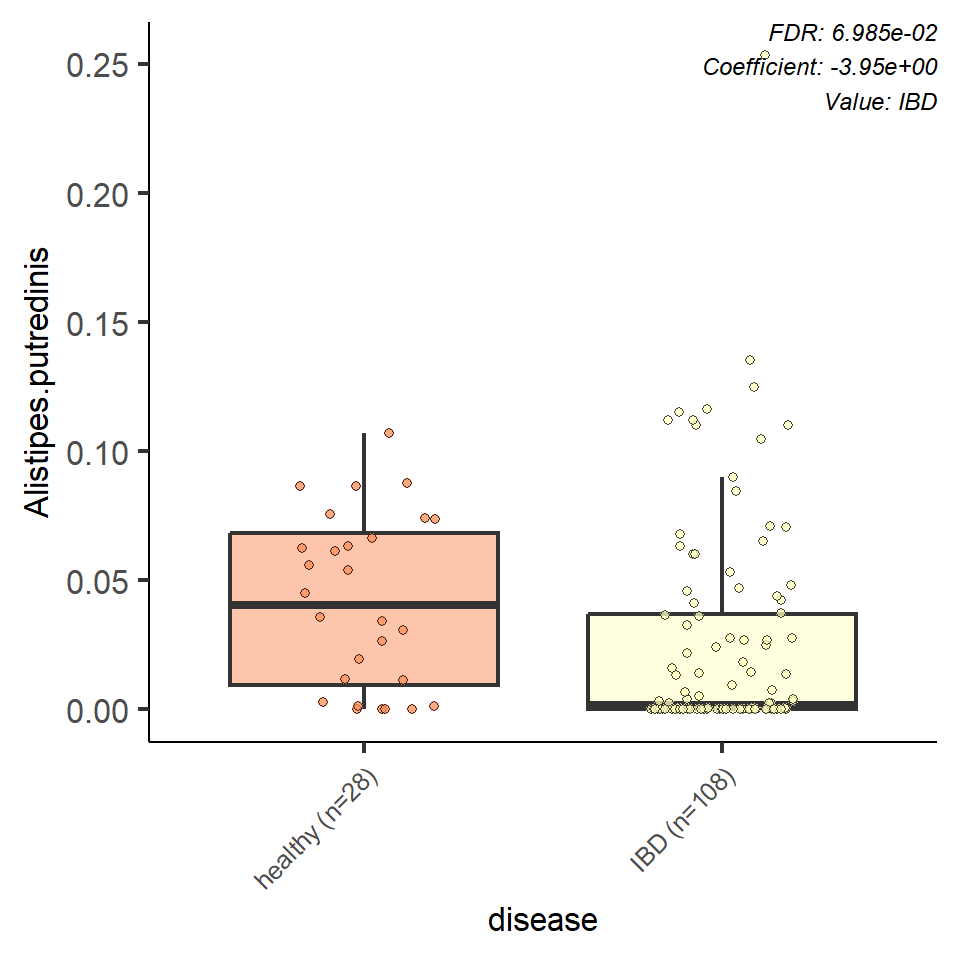 FDR: 6.985e-02
Coefficient: -3.95e+00
Value: IBD
Alistipes.putredinis
0.25
0.20
0.15
0.10
0.05
0.00
healthy (n=28)
IBD (n=108)
disease